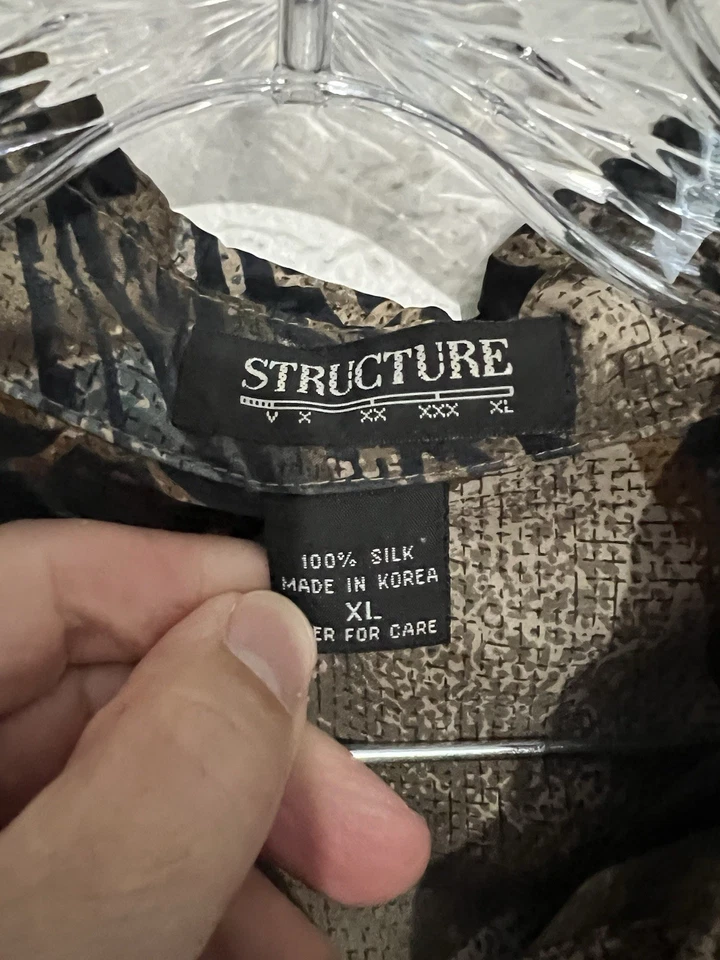 STRUCTURE
V X XX XXX XL
100% SILK
MADE IN KOREA
XL
FOR CARE